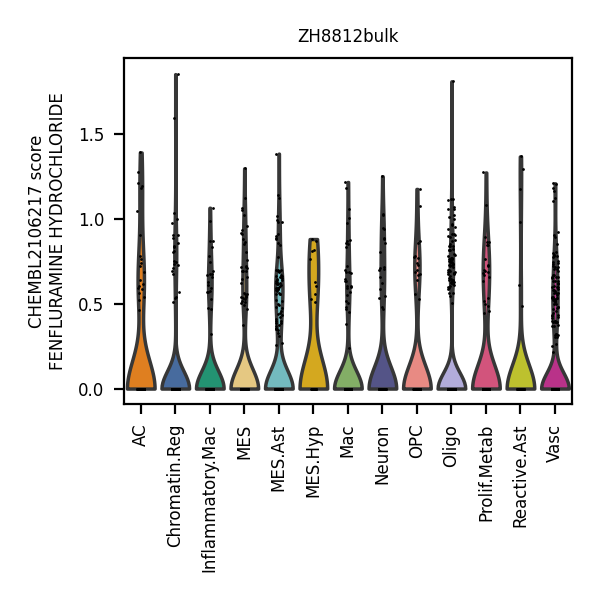 ZH8812bulk
CHEMBL2106217 score
FENFLURAMINE HYDROCHLORIDE
1.5
1.0
0.5
0.0
AC
Chromatin.Reg
Inflammatory.Mac
MES
MES.Ast
MES.Hyp
Mac
Neuron
OPC
Oligo
Prolif.Metab
Reactive.Ast
Vasc